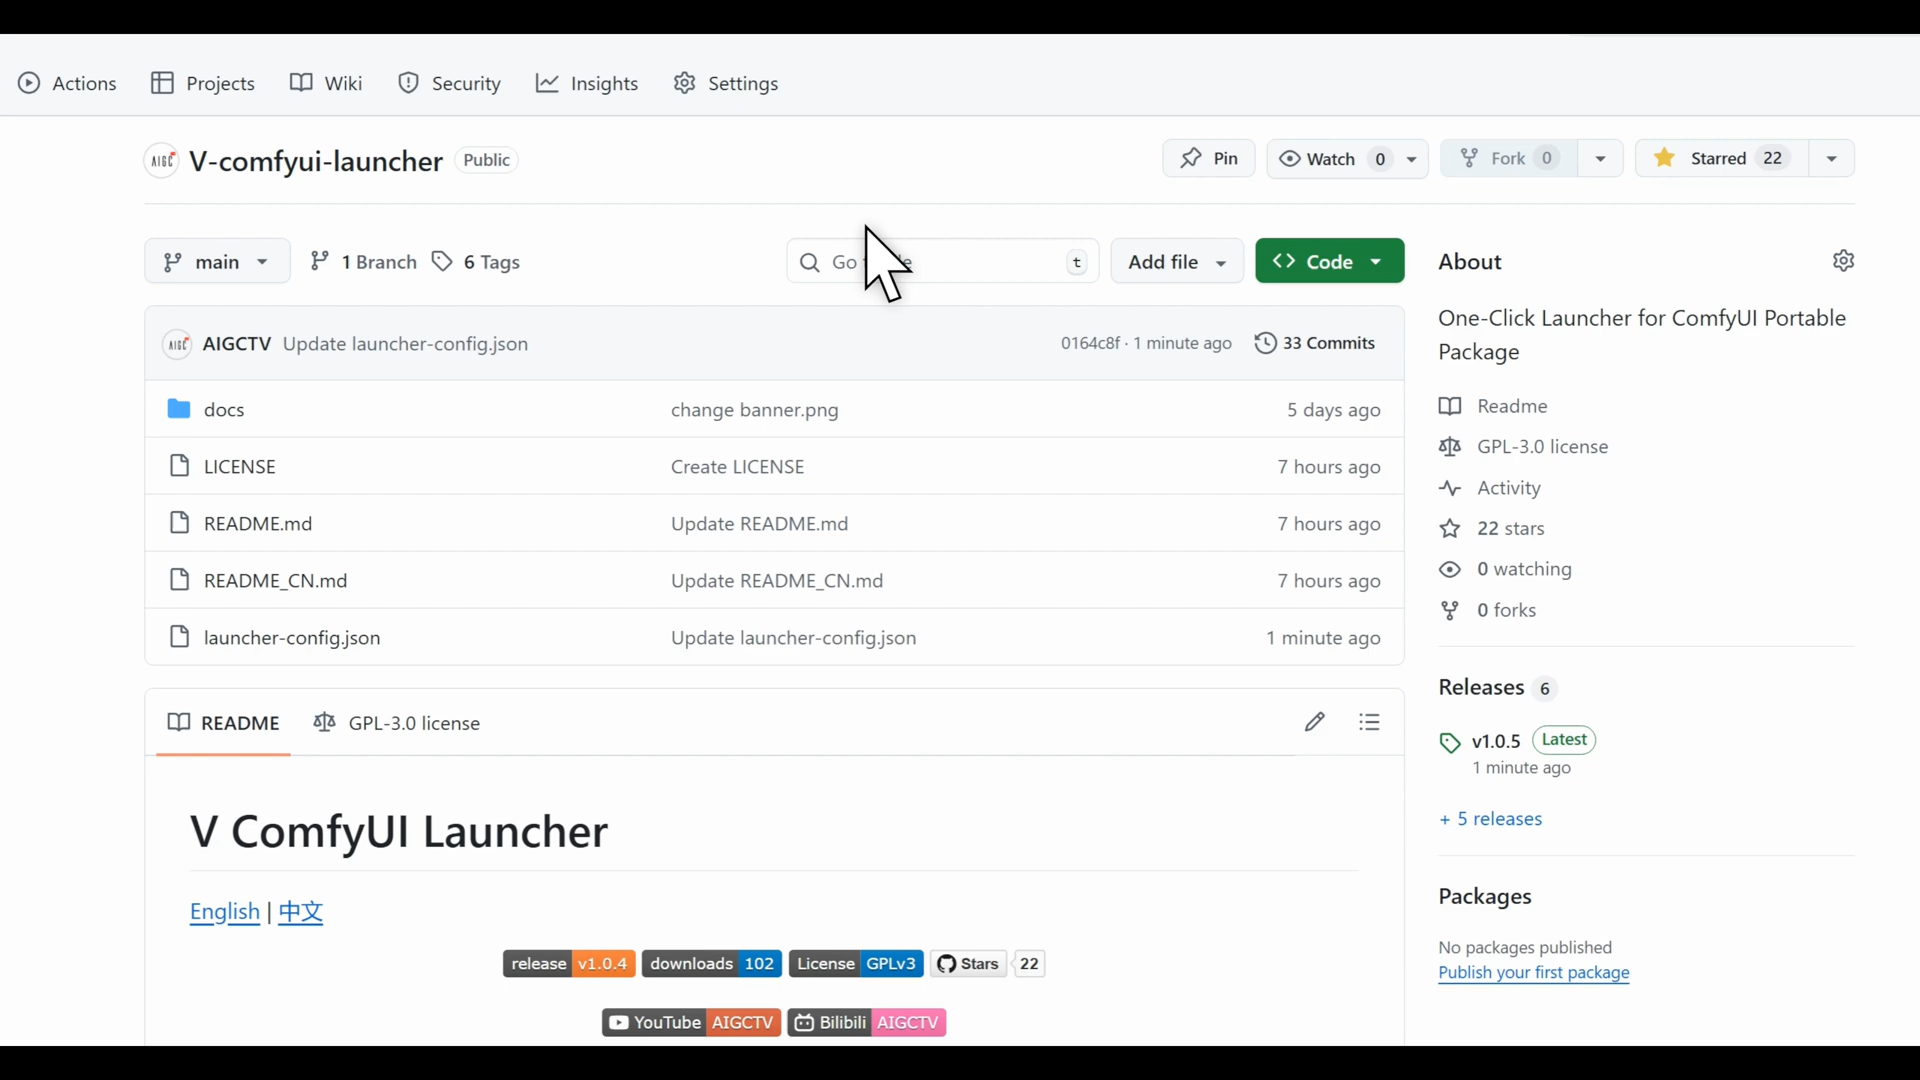 Actions Projects Wiki Security Insights Settings
AIGC V-comfyui-launcher Public Pin Watch 0 Fork 0 Starred 22
main 1 Branch 6 Tags Go t Add file Code
AIGC AIGCTV Update launcher-config.json 0164c8f · 1 minute ago 33 Commits
docs change banner.png 5 days ago
LICENSE Create LICENSE 7 hours ago
README.md Update README.md 7 hours ago
README_CN.md Update README_CN.md 7 hours ago
launcher-config.json Update launcher-config.json 1 minute ago
README GPL-3.0 license
V ComfyUI Launcher
English | 中文
release v1.0.4 downloads 102 License GPLv3 Stars 22
YouTube AIGCTV Bilibili AIGCTV
About
One-Click Launcher for ComfyUI Portable
Package
Readme
GPL-3.0 license
Activity
22 stars
0 watching
0 forks
Releases 6
v1.0.5 Latest
1 minute ago
+ 5 releases
Packages
No packages published
Publish your first package